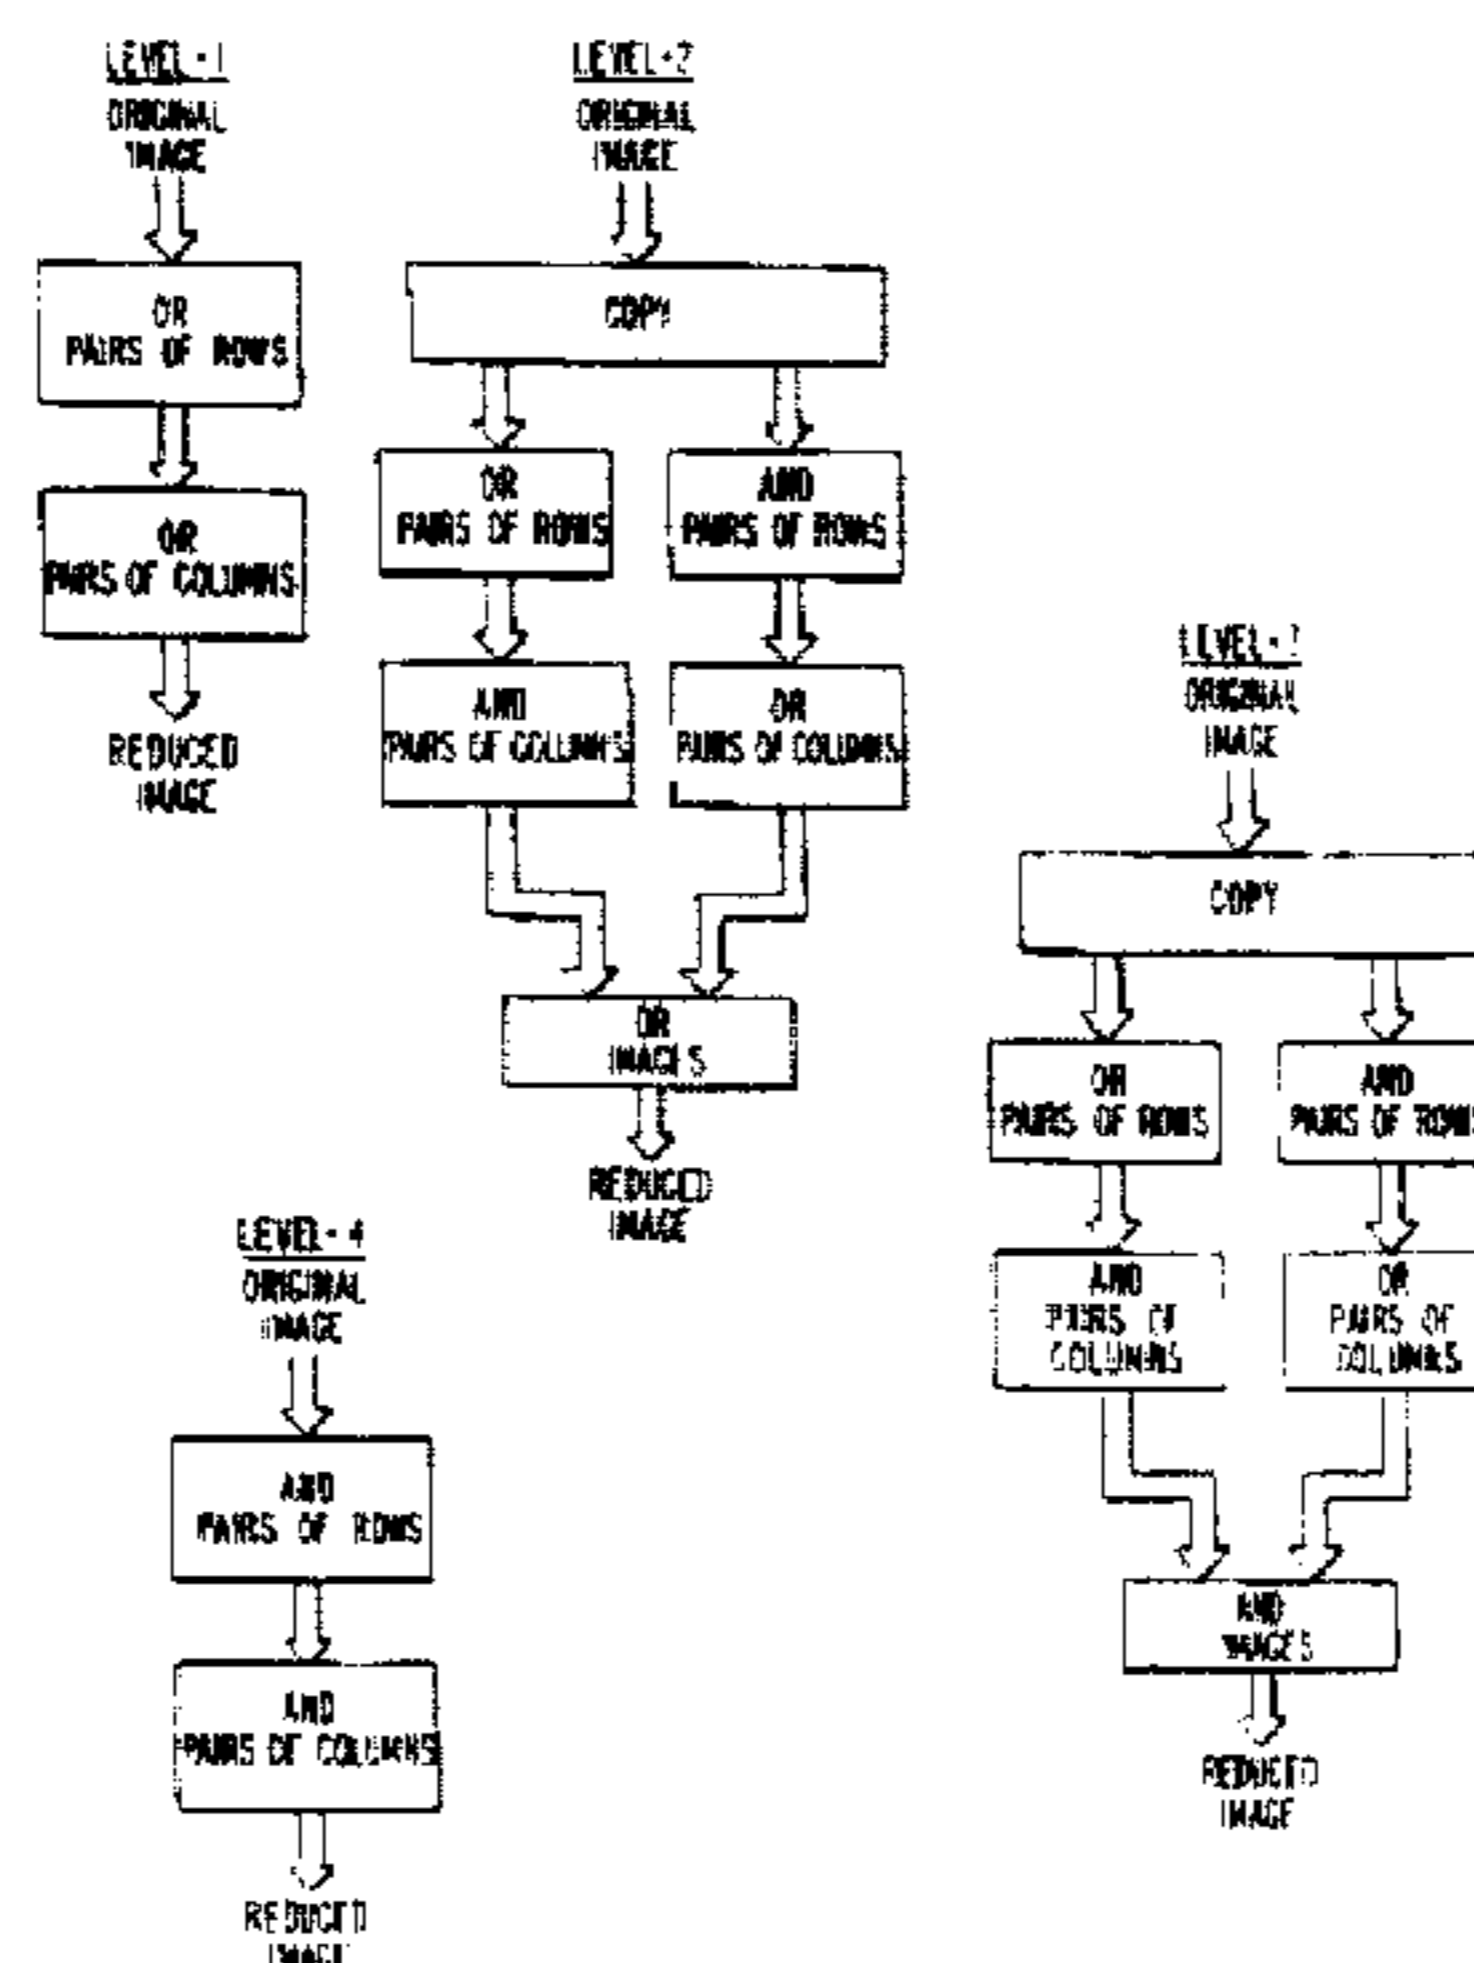 LEVEL-1
ORIGINAL
IMAGE
OR
PAIRS OF ROWS
OR
PAIRS OF COLUMNS
REDUCED
IMAGE
LEVEL-2
ORIGINAL
IMAGE
COPY
OR
PAIRS OF ROWS
AND
PAIRS OF ROWS
AND
PAIRS OF COLUMNS
OR
PAIRS OF COLUMNS
OR
IMAGES
REDUCED
IMAGE
ORIGINAL
IMAGE
COPY
OR
PAIRS OF ROWS
AND
PAIRS OF ROWS
AND
PAIRS OF
COLUMNS
OR
PAIRS OF
COLUMNS
AND
IMAGES
REDUCED
IMAGE
LEVEL-4
ORIGINAL
IMAGE
AND
PAIRS OF ROWS
AND
PAIRS OF COLUMNS
REDUCED
IMAGE